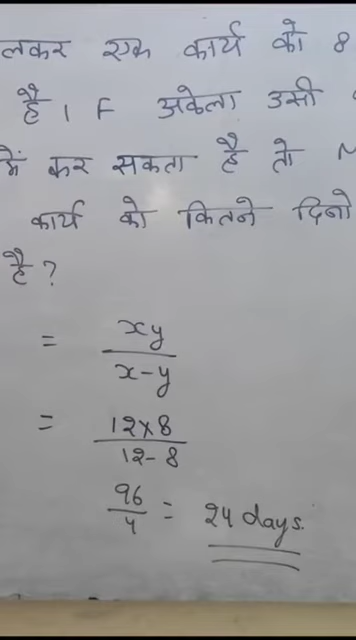 लकर एक कार्य को 8
है। F अकेला उसी
में कर सकता है तो
कार्य को कितने दिनो
है?
= xy
x-y
= 12×8
12-8
96
4 = 24 days.